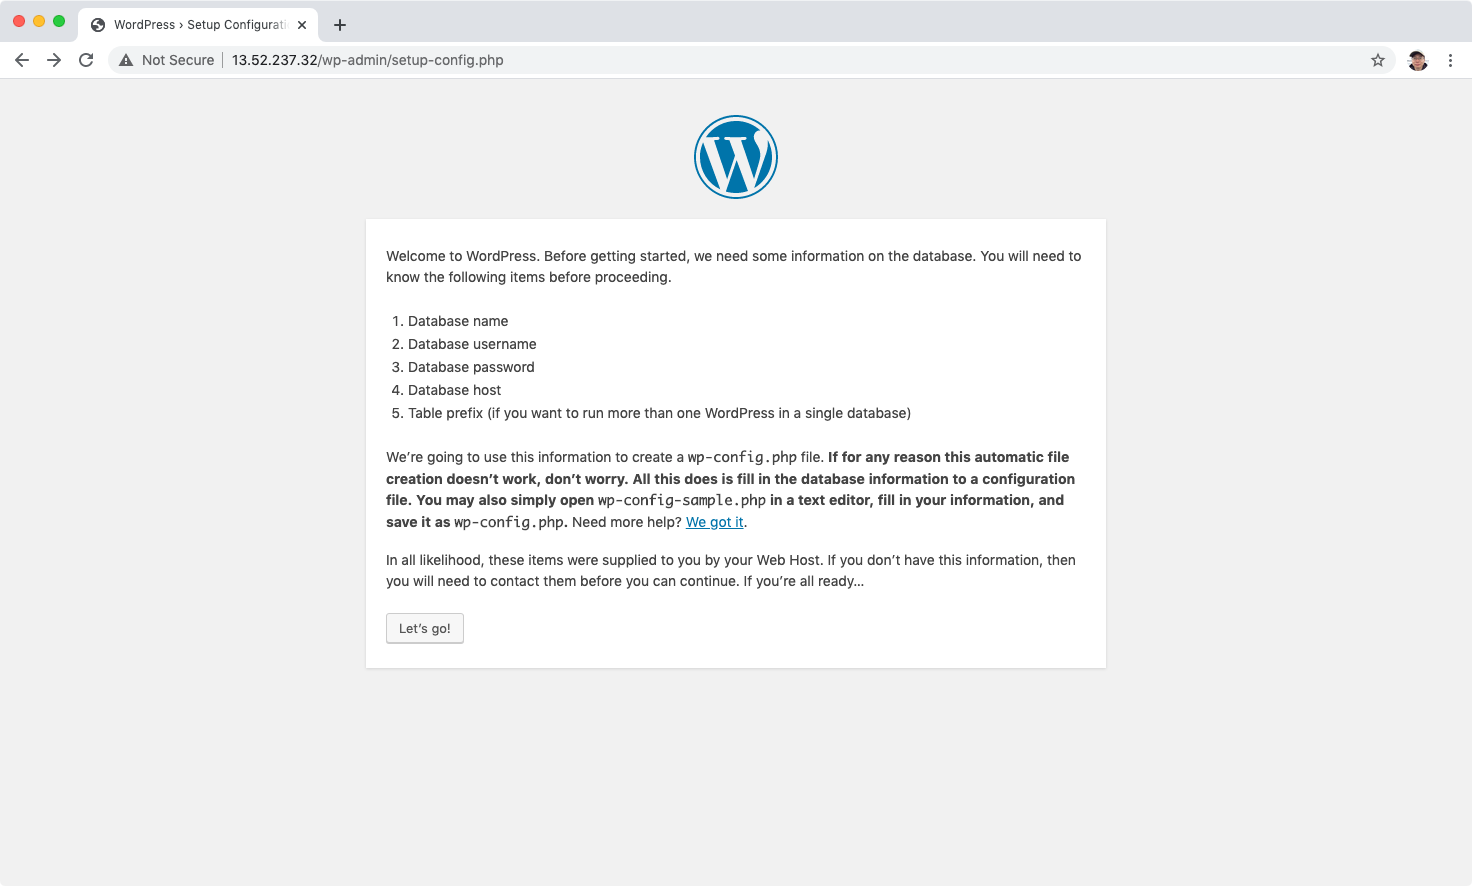 WordPress › Setup Configurati
Not Secure
13.52.237.32/wp-admin/setup-config.php
Welcome to WordPress. Before getting started, we need some information on the database. You will need to
know the following items before proceeding.
1. Database name
2. Database username
3. Database password
4. Database host
5. Table prefix (if you want to run more than one WordPress in a single database)
We’re going to use this information to create a wp-config.php file. If for any reason this automatic file
creation doesn’t work, don’t worry. All this does is fill in the database information to a configuration
file. You may also simply open wp-config-sample.php in a text editor, fill in your information, and
save it as wp-config.php. Need more help? We got it.
In all likelihood, these items were supplied to you by your Web Host. If you don’t have this information, then
you will need to contact them before you can continue. If you’re all ready…
Let’s go!